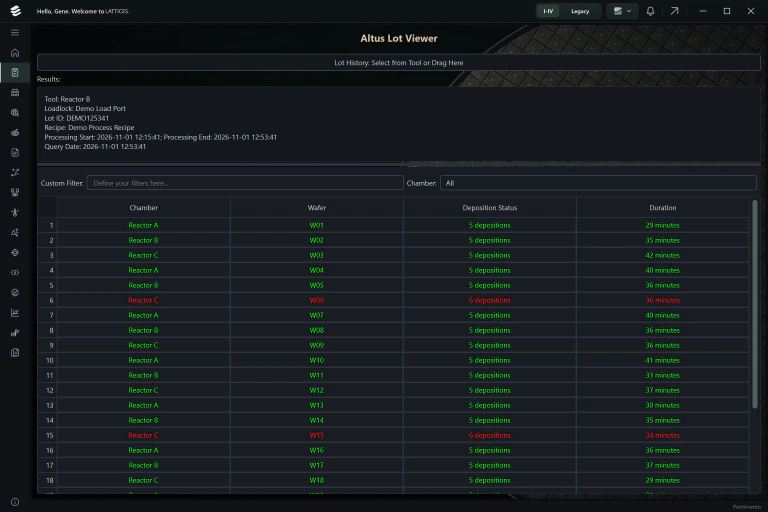 Hello, Gene. Welcome to LATTICES.
I-IV Legacy
Altus Lot Viewer
Lot History: Select from Tool or Drag Here
Results:
Tool: Reactor B
Loadlock: Demo Load Port
Lot ID: DEMO125341
Recipe: Demo Process Recipe
Processing Start: 2026-11-01 12:15:41; Processing End: 2026-11-01 12:53:41
Query Date: 2026-11-01 12:53:41
Custom Filter: Define your filters here... Chamber: All
Chamber Wafer Deposition Status Duration
1 Reactor A W01 5 depositions 29 minutes
2 Reactor B W02 5 depositions 35 minutes
3 Reactor C W03 5 depositions 42 minutes
4 Reactor A W04 5 depositions 40 minutes
5 Reactor B W05 5 depositions 36 minutes
6 Reactor C W06 6 depositions 36 minutes
7 Reactor A W07 5 depositions 40 minutes
8 Reactor B W08 5 depositions 36 minutes
9 Reactor C W09 5 depositions 36 minutes
10 Reactor A W10 5 depositions 41 minutes
11 Reactor B W11 5 depositions 33 minutes
12 Reactor C W12 5 depositions 37 minutes
13 Reactor A W13 5 depositions 30 minutes
14 Reactor B W14 5 depositions 35 minutes
15 Reactor C W15 6 depositions 34 minutes
16 Reactor A W16 5 depositions 36 minutes
17 Reactor B W17 5 depositions 37 minutes
18 Reactor C W18 5 depositions 29 minutes
Pentimento